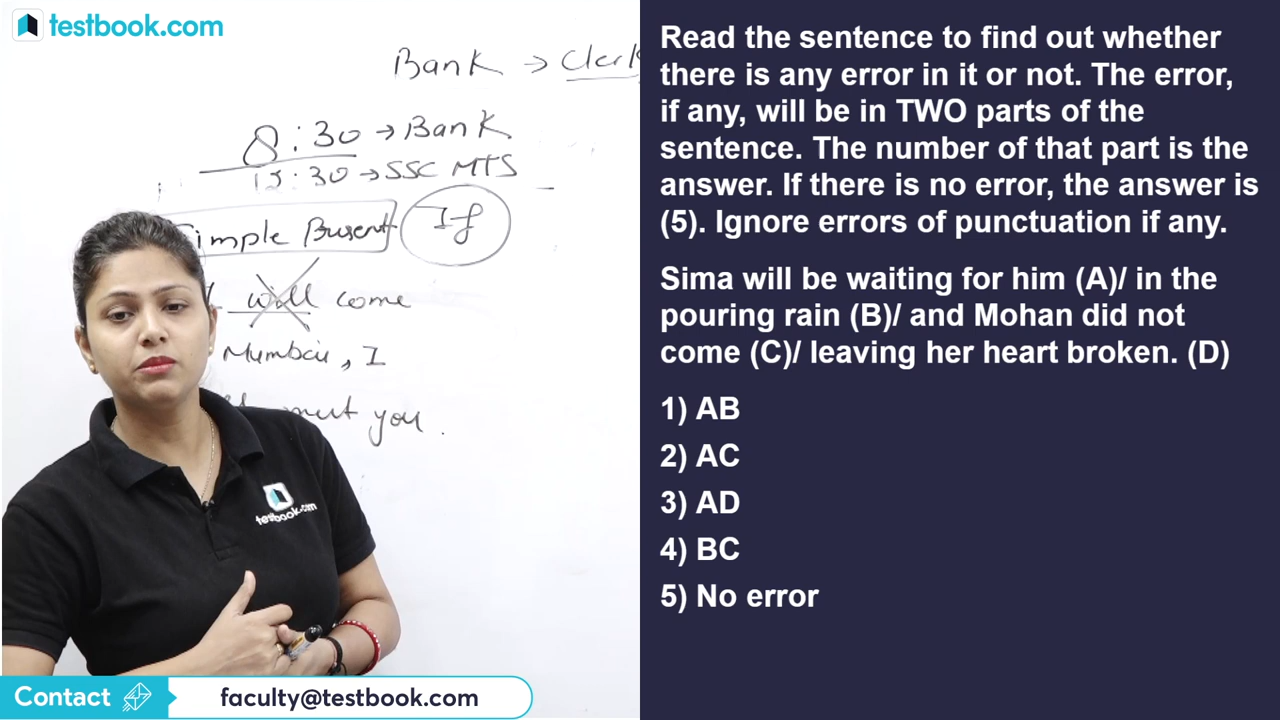 testbook.com
Bank → Clerk
8:30 → Bank
15:30 → SSC MTS
Simple Present
If
will come
Mumbai, I
meet you.
testbook.com
Contact
faculty@testbook.com
Read the sentence to find out whether
there is any error in it or not. The error,
if any, will be in TWO parts of the
sentence. The number of that part is the
answer. If there is no error, the answer is
(5). Ignore errors of punctuation if any.
Sima will be waiting for him (A)/ in the
pouring rain (B)/ and Mohan did not
come (C)/ leaving her heart broken. (D)
1) AB
2) AC
3) AD
4) BC
5) No error